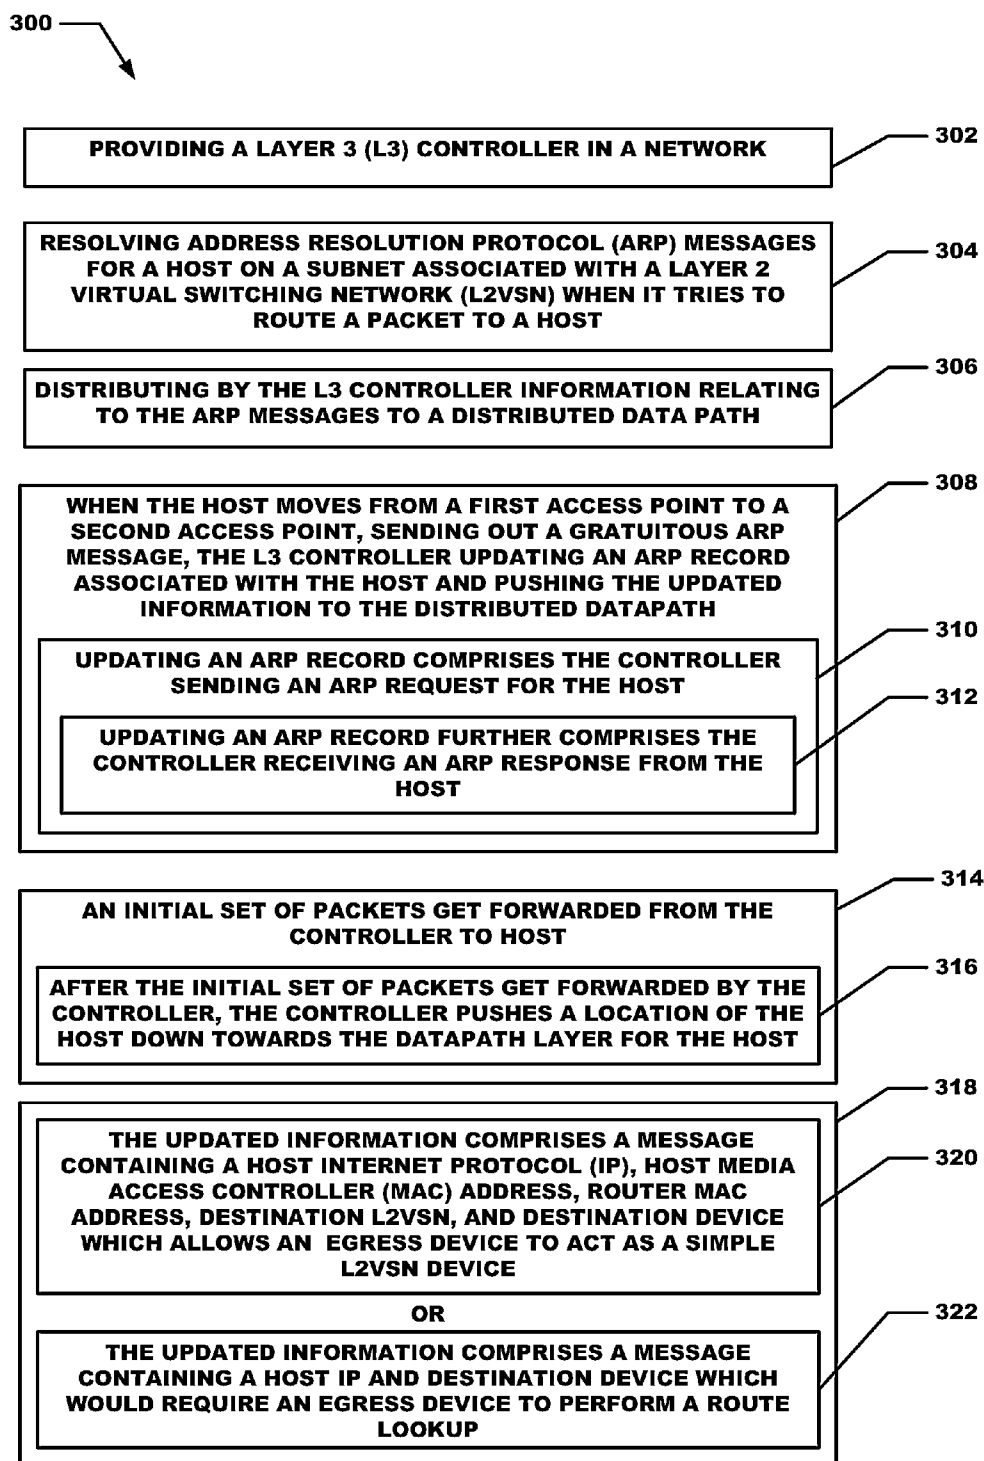 300
PROVIDING A LAYER 3 (L3) CONTROLLER IN A NETWORK
302
RESOLVING ADDRESS RESOLUTION PROTOCOL (ARP) MESSAGES
FOR A HOST ON A SUBNET ASSOCIATED WITH A LAYER 2
VIRTUAL SWITCHING NETWORK (L2VSN) WHEN IT TRIES TO
ROUTE A PACKET TO A HOST
304
DISTRIBUTING BY THE L3 CONTROLLER INFORMATION RELATING
TO THE ARP MESSAGES TO A DISTRIBUTED DATA PATH
306
WHEN THE HOST MOVES FROM A FIRST ACCESS POINT TO A
SECOND ACCESS POINT, SENDING OUT A GRATUITOUS ARP
MESSAGE, THE L3 CONTROLLER UPDATING AN ARP RECORD
ASSOCIATED WITH THE HOST AND PUSHING THE UPDATED
INFORMATION TO THE DISTRIBUTED DATAPATH
308
UPDATING AN ARP RECORD COMPRISES THE CONTROLLER
SENDING AN ARP REQUEST FOR THE HOST
310
UPDATING AN ARP RECORD FURTHER COMPRISES THE
CONTROLLER RECEIVING AN ARP RESPONSE FROM THE
HOST
312
AN INITIAL SET OF PACKETS GET FORWARDED FROM THE
CONTROLLER TO HOST
314
AFTER THE INITIAL SET OF PACKETS GET FORWARDED BY THE
CONTROLLER, THE CONTROLLER PUSHES A LOCATION OF THE
HOST DOWN TOWARDS THE DATAPATH LAYER FOR THE HOST
316
318
THE UPDATED INFORMATION COMPRISES A MESSAGE
CONTAINING A HOST INTERNET PROTOCOL (IP), HOST MEDIA
ACCESS CONTROLLER (MAC) ADDRESS, ROUTER MAC
ADDRESS, DESTINATION L2VSN, AND DESTINATION DEVICE
WHICH ALLOWS AN EGRESS DEVICE TO ACT AS A SIMPLE
L2VSN DEVICE
320
OR
THE UPDATED INFORMATION COMPRISES A MESSAGE
CONTAINING A HOST IP AND DESTINATION DEVICE WHICH
WOULD REQUIRE AN EGRESS DEVICE TO PERFORM A ROUTE
LOOKUP
322